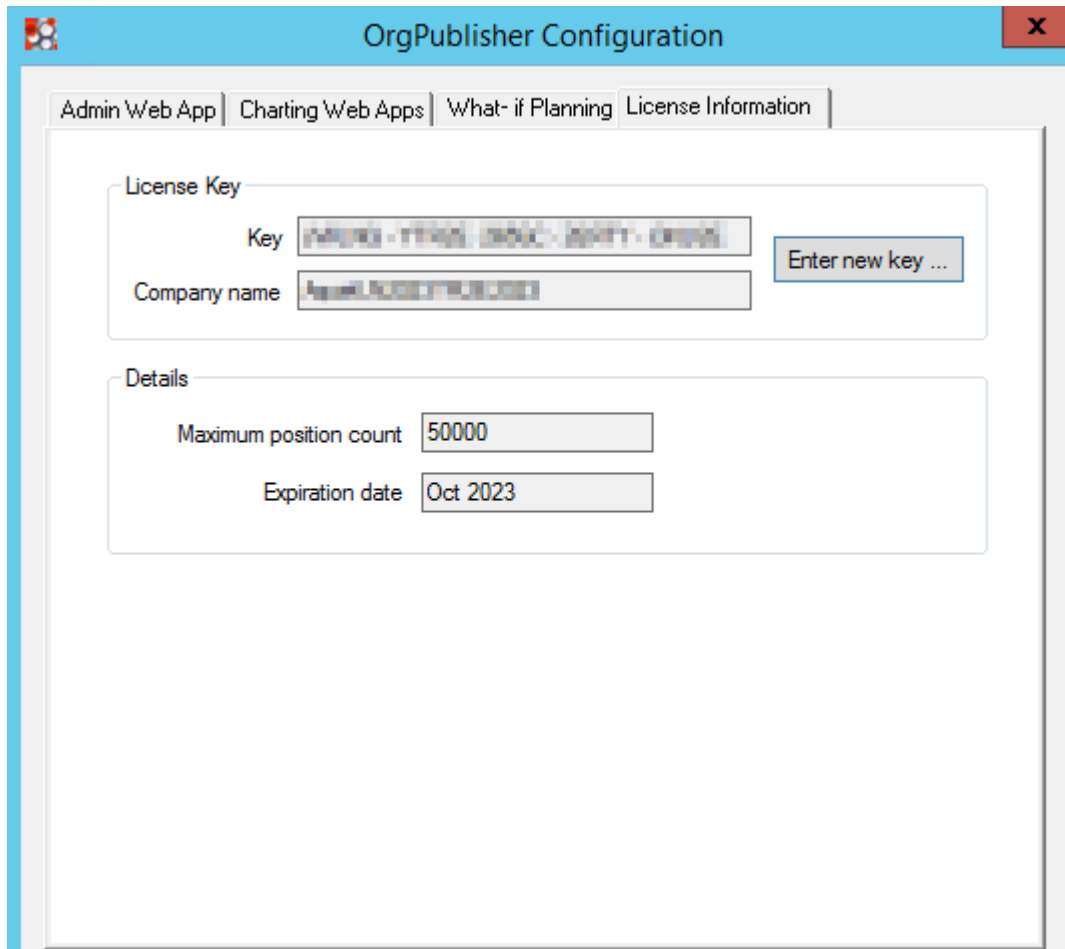 OrgPublisher Configuration
x
Admin Web App Charting Web Apps What- if Planning License Information
License Key
Key
Enter new key ...
Company name
Details
Maximum position count 50000
Expiration date Oct 2023